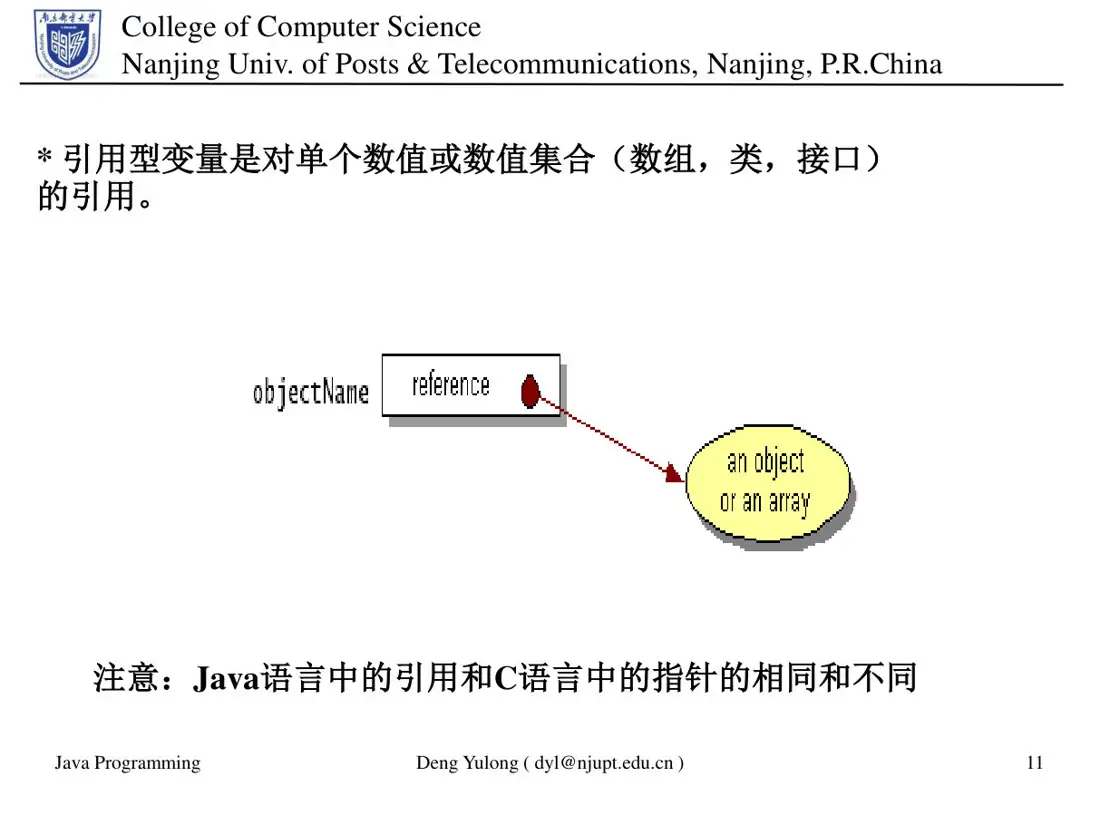 College of Computer Science
Nanjing Univ. of Posts & Telecommunications, Nanjing, P.R.China
* 引用型变量是对单个数值或数值集合（数组，类，接口）
的引用。
objectName
reference
an object
or an array
注意：Java语言中的引用和C语言中的指针的相同和不同
Java Programming
Deng Yulong ( dyl@njupt.edu.cn )
11